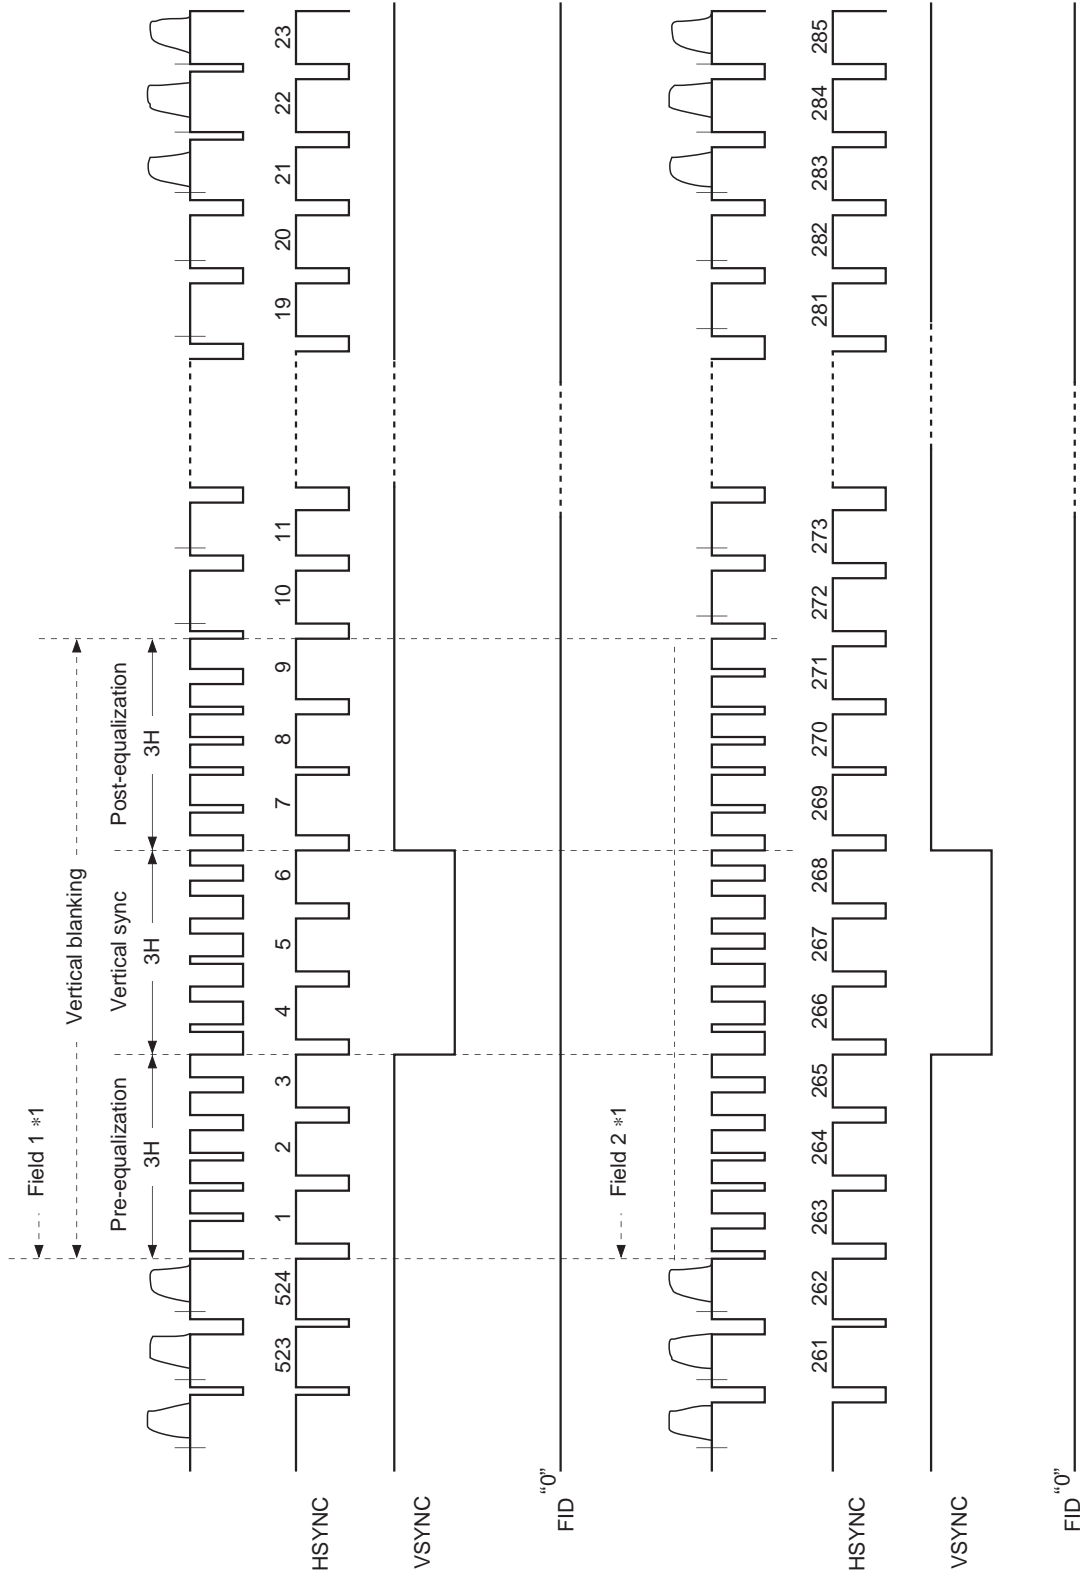 Field 1 *1
Vertical blanking
Pre-equalization
Vertical sync
Post-equalization
3H
3H
3H
523 524 1 2 3 4 5 6 7 8 9 10 11 19 20 21 22 23
HSYNC
VSYNC
FID "0"
Field 2 *1
261 262 263 264 265 266 267 268 269 270 271 272 273 281 282 283 284 285
HSYNC
VSYNC
FID "0"